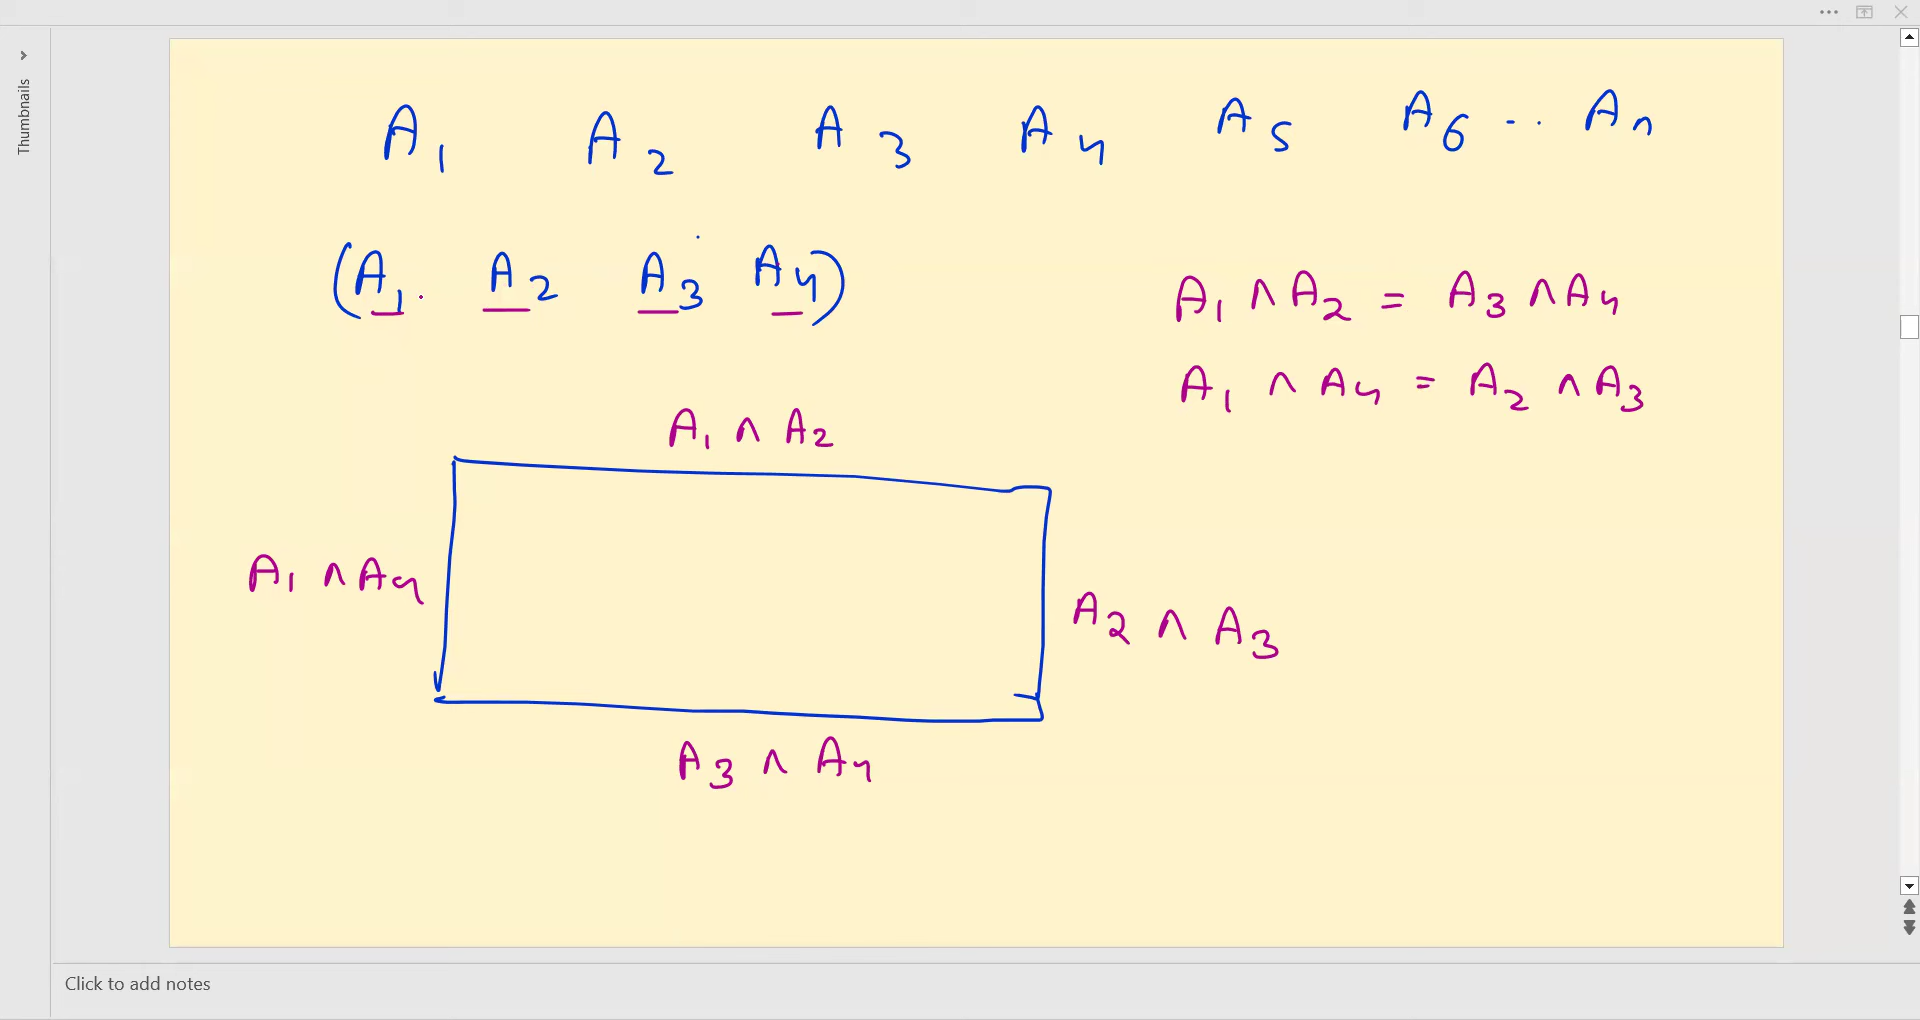 Thumbnails
A₁ A₂ A₃ A₄ A₅ A₆ ... Aₙ
(A₁. A₂ A₃ A₄)
A₁ ∧ A₂ = A₃ ∧ A₄
A₁ ∧ A₄ = A₂ ∧ A₃
A₁ ∧ A₂
A₁ ∧ A₄
A₂ ∧ A₃
A₃ ∧ A₄
Click to add notes